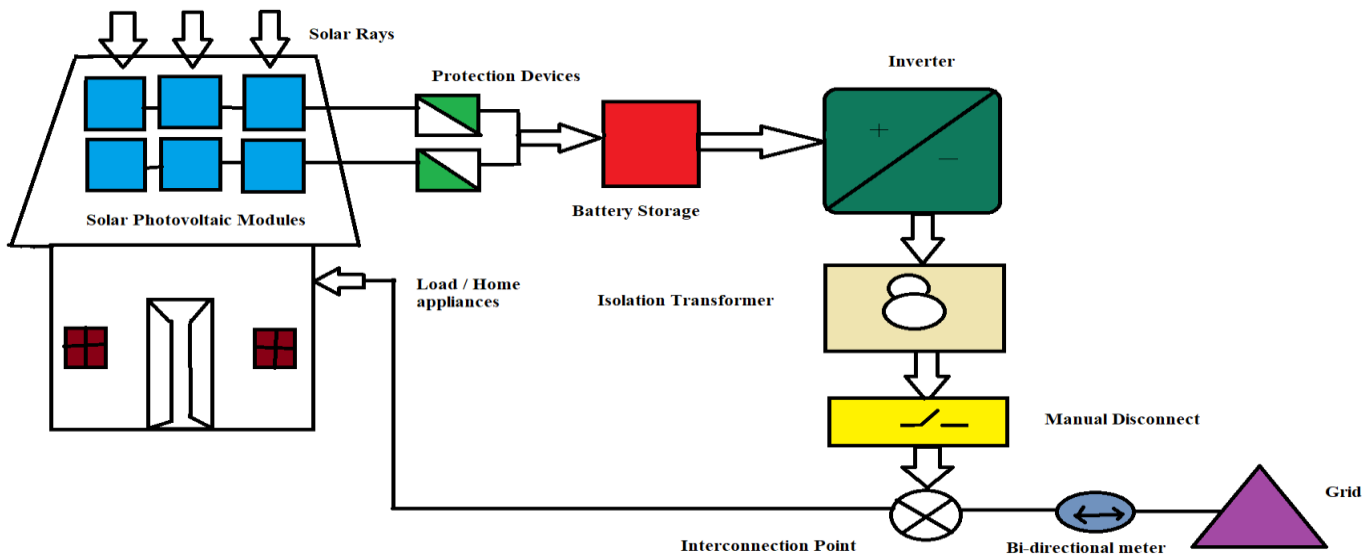 Solar Rays
Protection Devices
Inverter
+
−
Solar Photovoltaic Modules
Battery Storage
Load / Home
appliances
Isolation Transformer
Manual Disconnect
Grid
Interconnection Point
Bi-directional meter